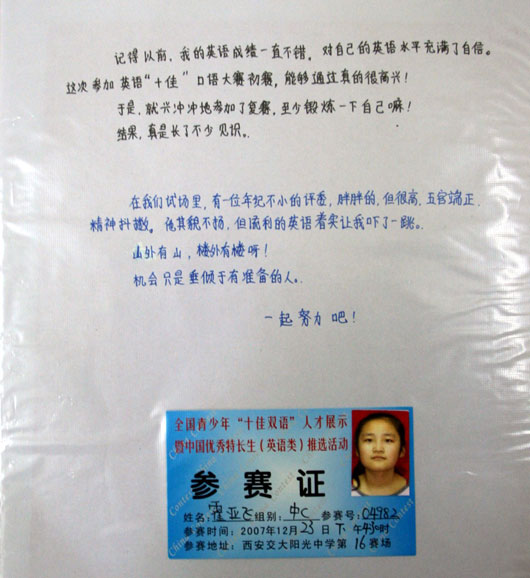 记得以前，我的英语成绩一直不错，对自己的英语水平充满了自信。
这次参加英语“十佳”口语大赛初赛，能够通过真的很高兴！
于是，就兴冲冲地参加了复赛，至少锻炼一下自己嘛！
结果，真是长了不少见识。
在我们试场里，有一位年纪不小的评委，胖胖的，但很高，五官端正，
精神抖擞。他其貌不扬，但流利的英语着实让我吓了一跳。
山外有山，楼外有楼呀！
机会只是垂倾于有准备的人。
一起努力吧！
全国青少年“十佳双语”人才展示
暨中国优秀特长生（英语类）推选活动
参赛证
姓名：霍亚飞组别：中C 参赛号：04982
参赛时间：2007年12月23日下午4:30时
参赛地址：西安交大阳光中学第16赛场